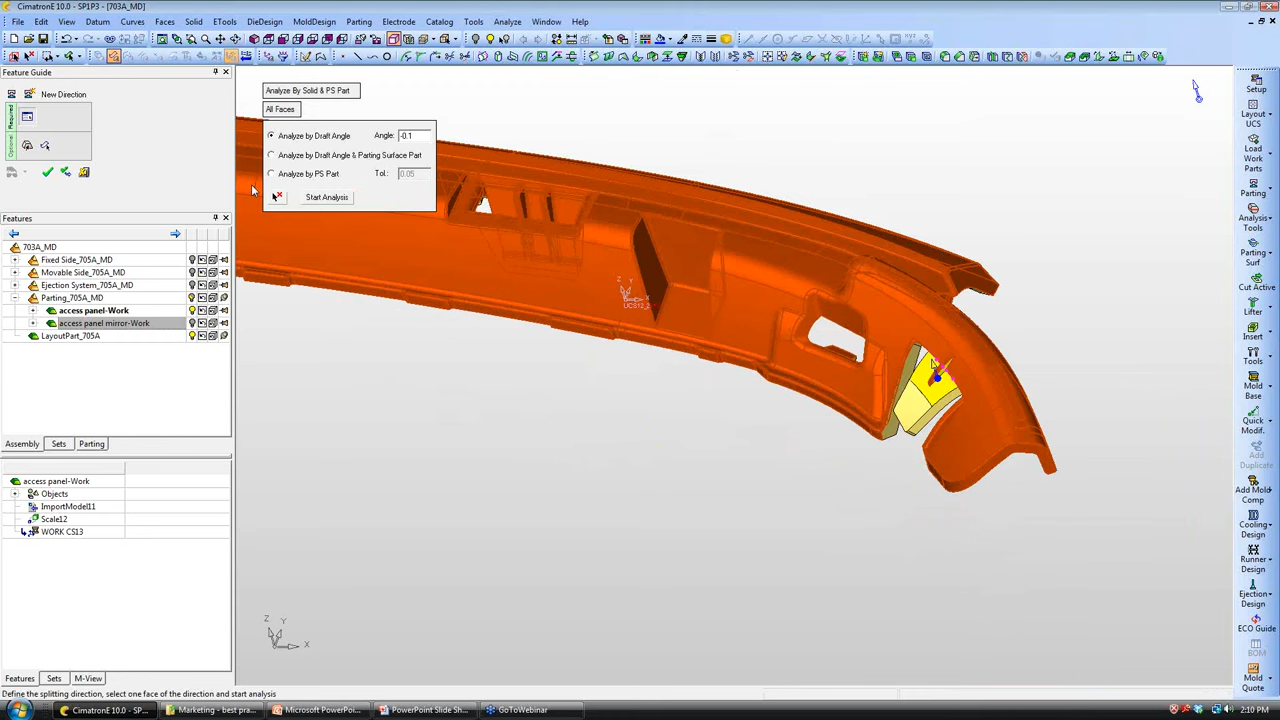 CimatronE 10.0 - SP1P3 - [703A_MD]
File Edit View Datum Curves Faces Solid ETools DieDesign MoldDesign Parting Electrode Catalog Tools Analyze Window Help
Feature Guide
New Direction
Required
Optional
Analyze By Solid & PS Part
All Faces
Analyze by Draft Angle Angle: -0.1
Analyze by Draft Angle & Parting Surface Part
Analyze by PS Part Tol.: 0.05
Start Analysis
Features
703A_MD
Fixed Side_705A_MD
Movable Side_705A_MD
Ejection System_705A_MD
Parting_705A_MD
access panel-Work
access panel mirror-Work
LayoutPart_705A
Assembly Sets Parting
access panel-Work
Objects
ImportModel11
Scale12
WORK CS13
Features Sets M-View
Z Y
X
UCS12_2
Z Y
X
Setup
Layout UCS
Load Work Parts
Parting
Analysis Tools
Parting Surf
Cut Active
Lifter
Insert
Tools
Mold Base
Quick Modif.
Add Duplicate
Add Mold Comp
Cooling Design
Runner Design
Ejection Design
ECO Guide
BOM
Mold Quote
Define the splitting direction, select one face of the direction and start analysis
CimatronE 10.0 - SP...
Marketing - best pra...
Microsoft PowerPoi...
PowerPoint Slide Sh...
GoToWebinar
2:10 PM